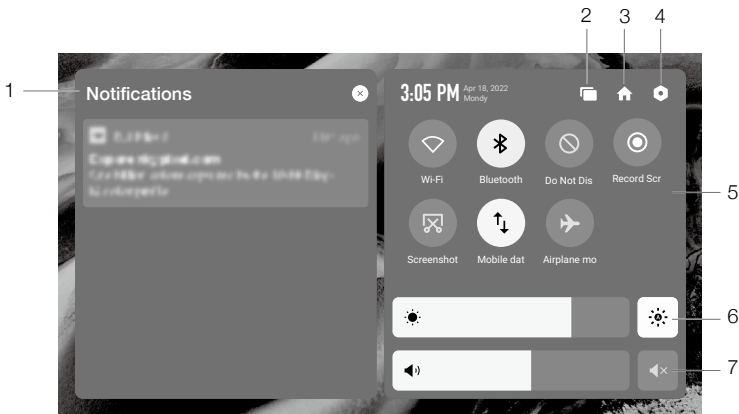 2 3 4
1
Notifications
3:05 PM Apr 18, 2022
Mondy
Wi-Fi Bluetooth Do Not Dis Record Scr
5
Screenshot Mobile dat Airplane mo
6
7